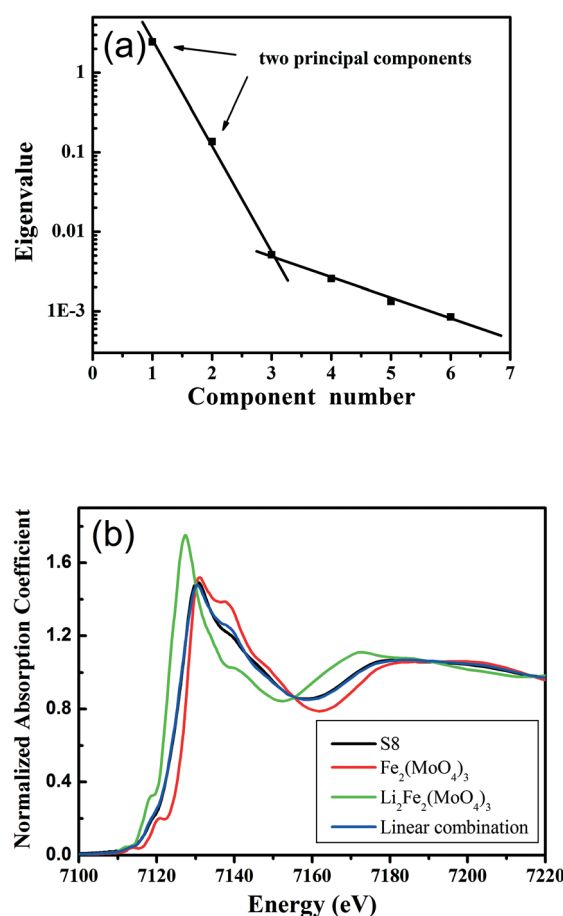 (a)
two principal components
Eigenvalue
1
0.1
0.01
1E-3
0 1 2 3 4 5 6 7
Component number
(b)
Normalized Absorption Coefficient
1.6
1.2
0.8
0.4
0.0
S8
Fe₂(MoO₄)₃
Li₂Fe₂(MoO₄)₃
Linear combination
7100 7120 7140 7160 7180 7200 7220
Energy (eV)